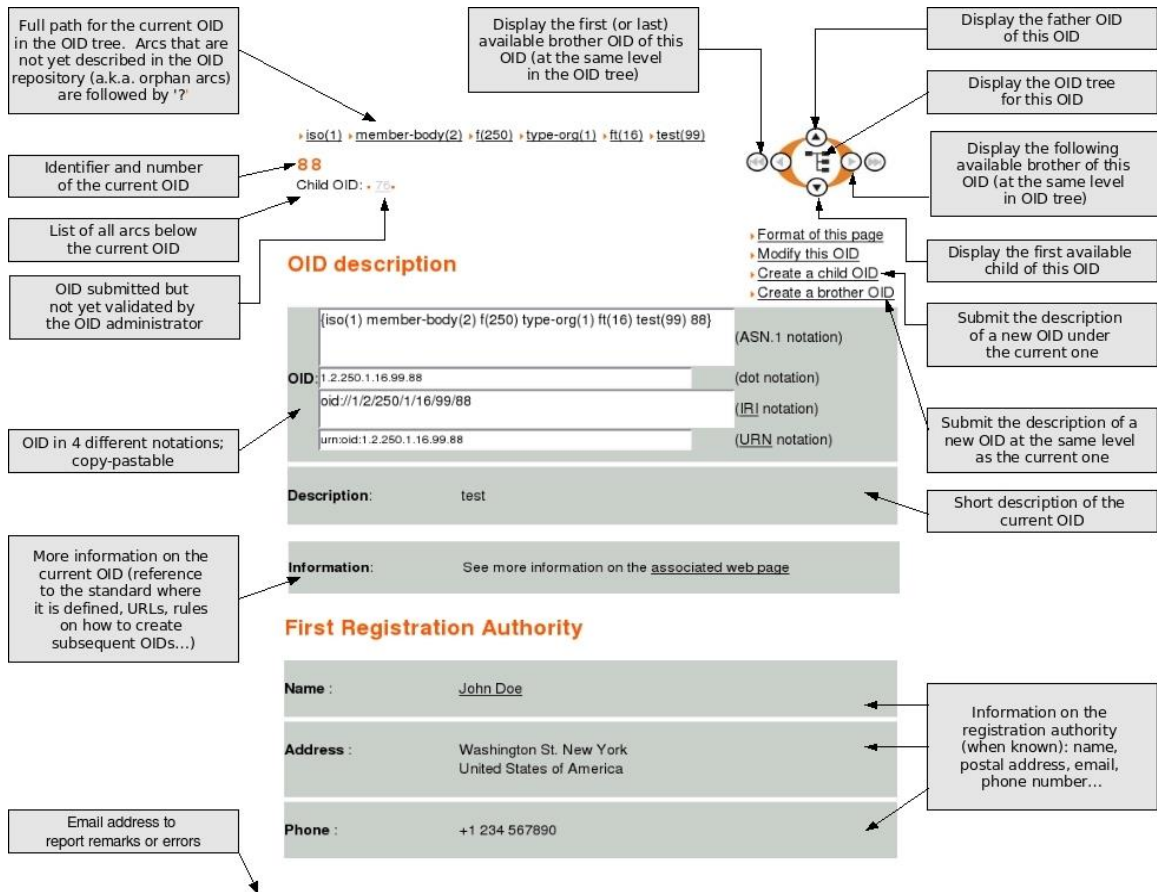 Full path for the current OID
in the OID tree. Arcs that are
not yet described in the OID
repository (a.k.a. orphan arcs)
are followed by '?'
Display the first (or last)
available brother OID of this
OID (at the same level
in the OID tree)
Display the father OID
of this OID
Display the OID tree
for this OID
iso(1) member-body(2) f(250) type-org(1) ft(16) test(99)
Identifier and number
of the current OID
88
Child OID: 76
Display the following
available brother of this
OID (at the same level
in OID tree)
List of all arcs below
the current OID
Format of this page
Modify this OID
Create a child OID
Create a brother OID
Display the first available
child of this OID
OID description
OID submitted but
not yet validated by
the OID administrator
Submit the description
of a new OID under
the current one
{iso(1) member-body(2) f(250) type-org(1) ft(16) test(99) 88}
(ASN.1 notation)
OID:
1.2.250.1.16.99.88
(dot notation)
oid://1/2/250/1/16/99/88
(IRI notation)
urn:oid:1.2.250.1.16.99.88
(URN notation)
OID in 4 different notations;
copy-pastable
Submit the description of a
new OID at the same level
as the current one
Description: test
Short description of the
current OID
More information on the
current OID (reference
to the standard where
it is defined, URLs, rules
on how to create
subsequent OIDs...)
Information: See more information on the associated web page
First Registration Authority
Name : John Doe
Address : Washington St. New York
United States of America
Information on the
registration authority
(when known): name,
postal address, email,
phone number...
Email address to
report remarks or errors
Phone : +1 234 567890